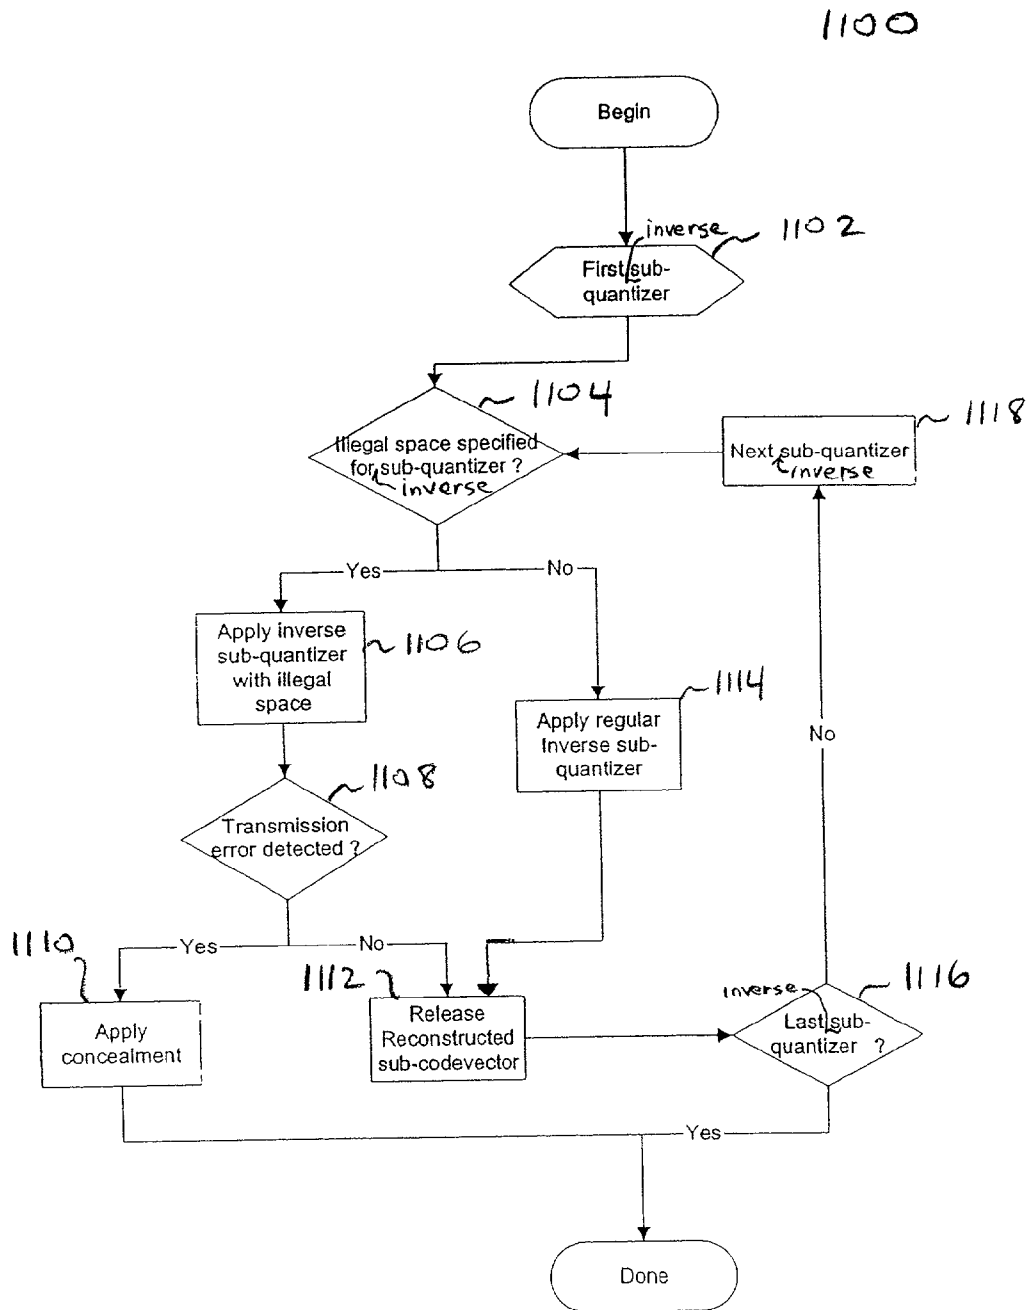 1100
Begin
inverse
1102
First sub-
quantizer
1104
Illegal space specified
for sub-quantizer ?
inverse
1118
Next sub-quantizer
inverse
Yes
No
Apply inverse
sub-quantizer
with illegal
space
1106
1114
Apply regular
Inverse sub-
quantizer
No
1108
Transmission
error detected ?
1110
Yes
No
1112
Apply
concealment
Release
Reconstructed
sub-codevector
inverse
1116
Last sub-
quantizer ?
Yes
Done